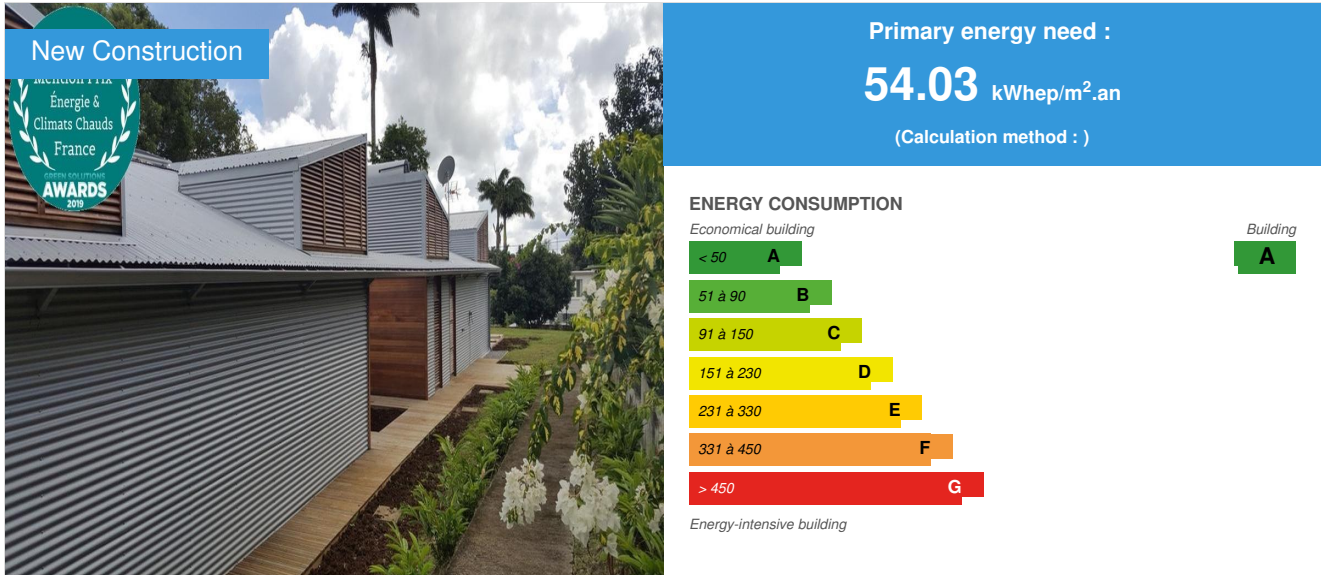 New Construction
Mention Prix
Énergie &
Climats Chauds
France
GREEN SOLUTIONS
AWARDS
2019
Primary energy need :
54.03 kWhep/m².an
(Calculation method : )
ENERGY CONSUMPTION
Economical building
Building
< 50 A
A
51 à 90 B
91 à 150 C
151 à 230 D
231 à 330 E
331 à 450 F
> 450 G
Energy-intensive building